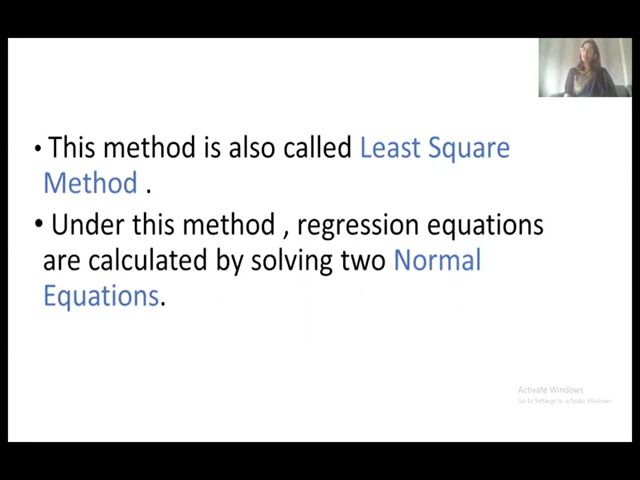 • This method is also called Least Square
Method .
• Under this method , regression equations
are calculated by solving two Normal
Equations.
Activate Windows
Go to Settings to activate Windows.